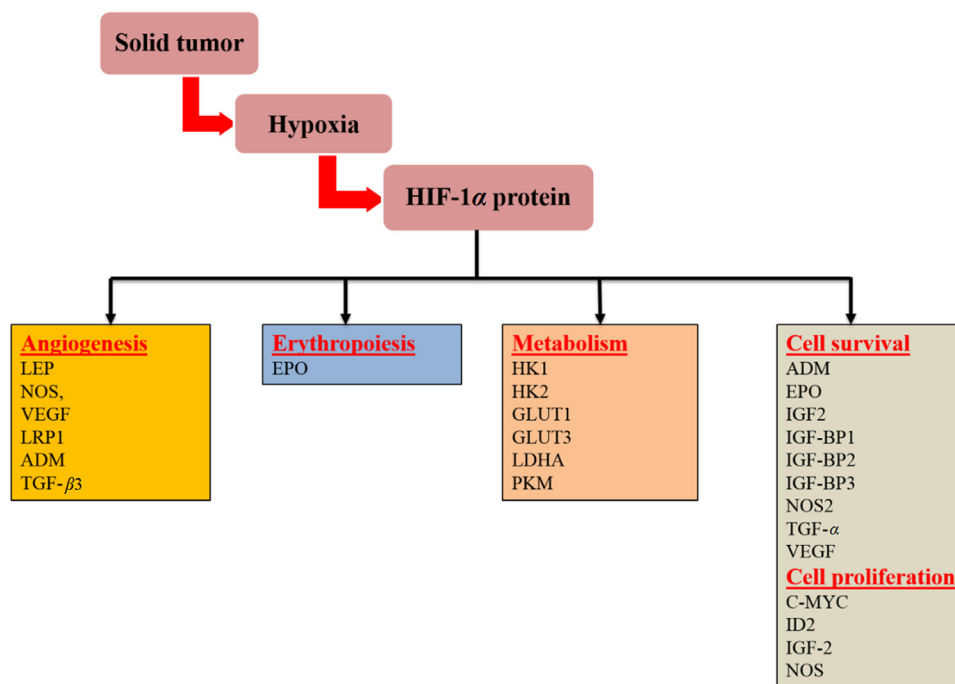 Solid tumor
Hypoxia
HIF-1α protein
Angiogenesis
LEP
NOS,
VEGF
LRP1
ADM
TGF-β3
Erythropoiesis
EPO
Metabolism
HK1
HK2
GLUT1
GLUT3
LDHA
PKM
Cell survival
ADM
EPO
IGF2
IGF-BP1
IGF-BP2
IGF-BP3
NOS2
TGF-α
VEGF
Cell proliferation
C-MYC
ID2
IGF-2
NOS